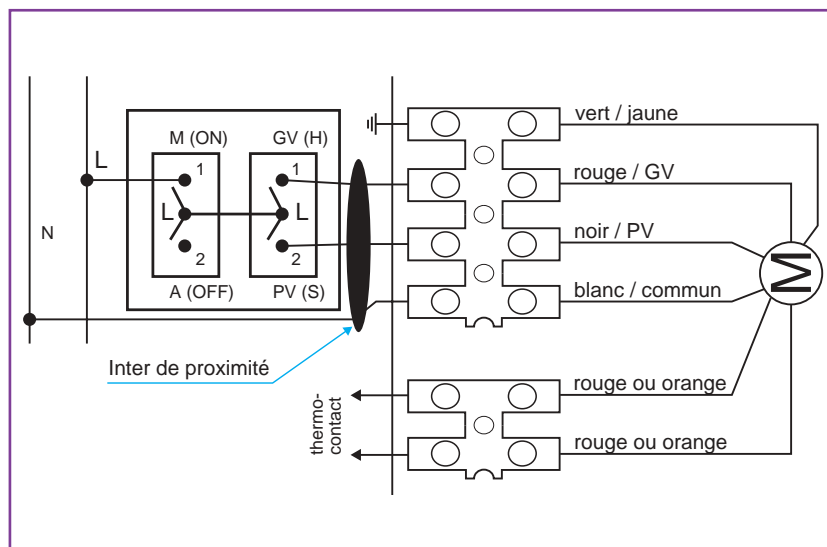 vert / jaune
M (ON)
GV (H)
L
1
1
rouge / GV
N
L
L
noir / PV
2
2
A (OFF)
PV (S)
blanc / commun
M
Inter de proximité
thermo-
contact
rouge ou orange
rouge ou orange